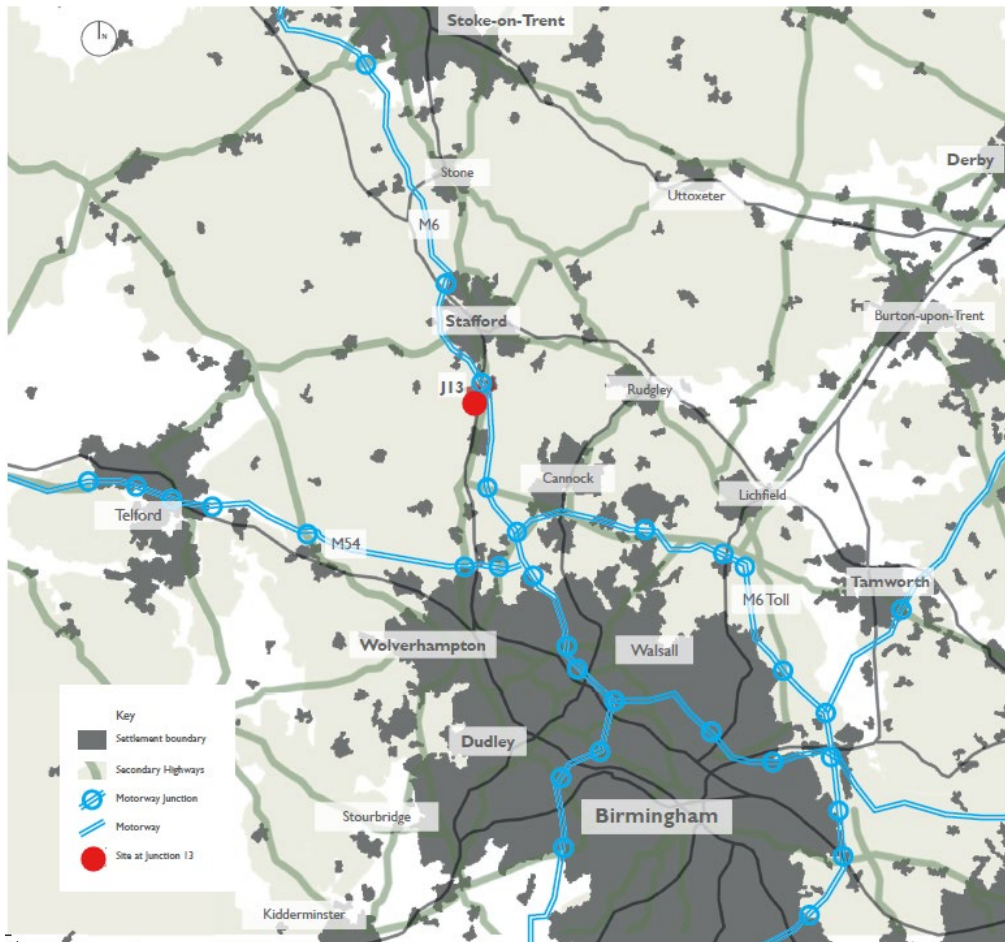 N
Stoke-on-Trent
Stone
Derby
Uttoxeter
M6
Burton-upon-Trent
Stafford
J13
Rudgley
Cannock
Lichfield
Telford
M54
Tamworth
M6 Toll
Wolverhampton
Walsall
Key
Settlement boundary
Secondary Highways
Motorway Junction
Motorway
Site at Junction 13
Dudley
Stourbridge
Birmingham
Kidderminster